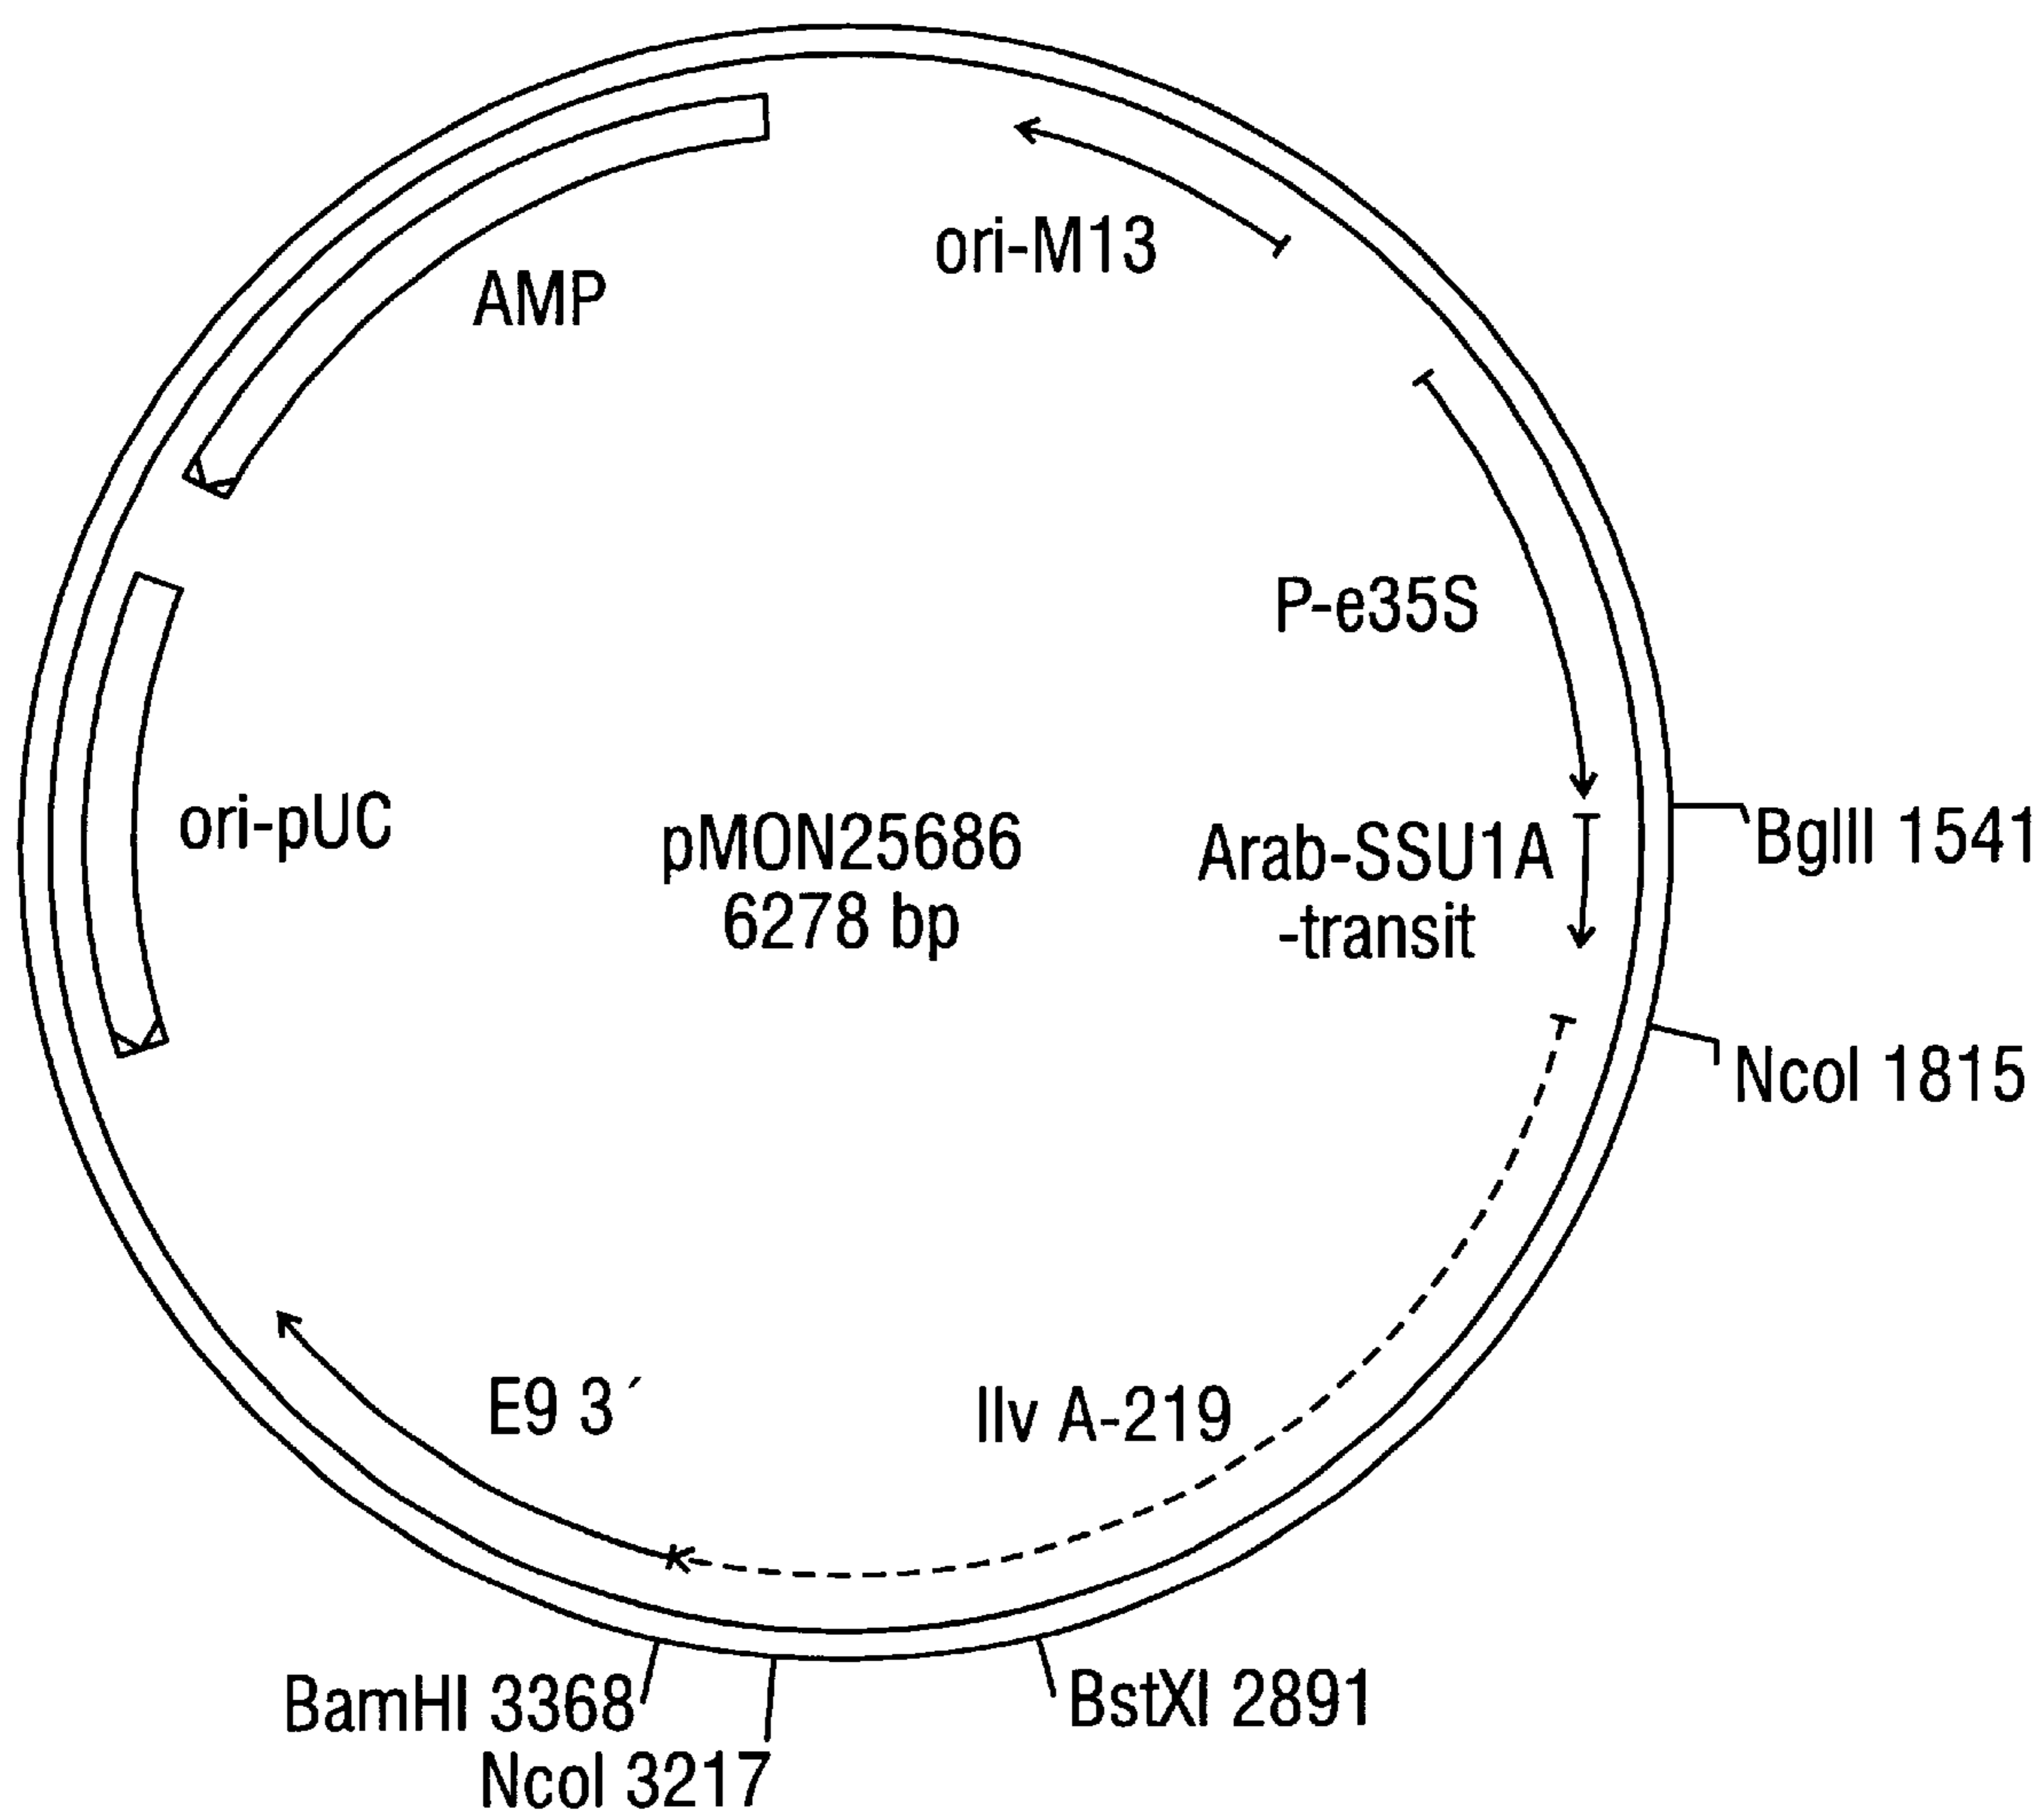 ori-M13
AMP
P-e35S
ori-pUC
pMON25686
6278 bp
Arab-SSU1A
-transit
BglII 1541
NcoI 1815
E9 3´
Ilv A-219
BamHI 3368
NcoI 3217
BstXI 2891